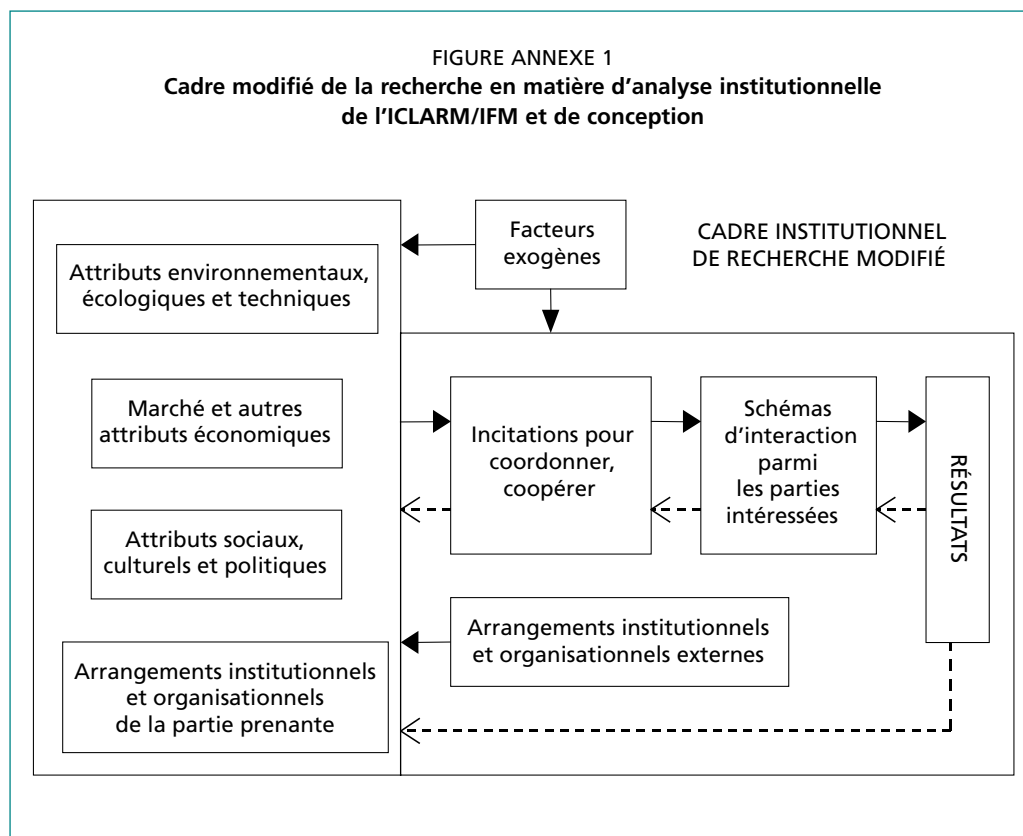 FIGURE ANNEXE 1
Cadre modifié de la recherche en matière d’analyse institutionnelle
de l’ICLARM/IFM et de conception
Facteurs
exogènes
CADRE INSTITUTIONNEL
DE RECHERCHE MODIFIÉ
Attributs environnementaux,
écologiques et techniques
Marché et autres
attributs économiques
Attributs sociaux,
culturels et politiques
Arrangements institutionnels
et organisationnels
de la partie prenante
Incitations pour
coordonner,
coopérer
Schémas
d’interaction
parmi
les parties
intéressées
RÉSULTATS
Arrangements institutionnels
et organisationnels externes